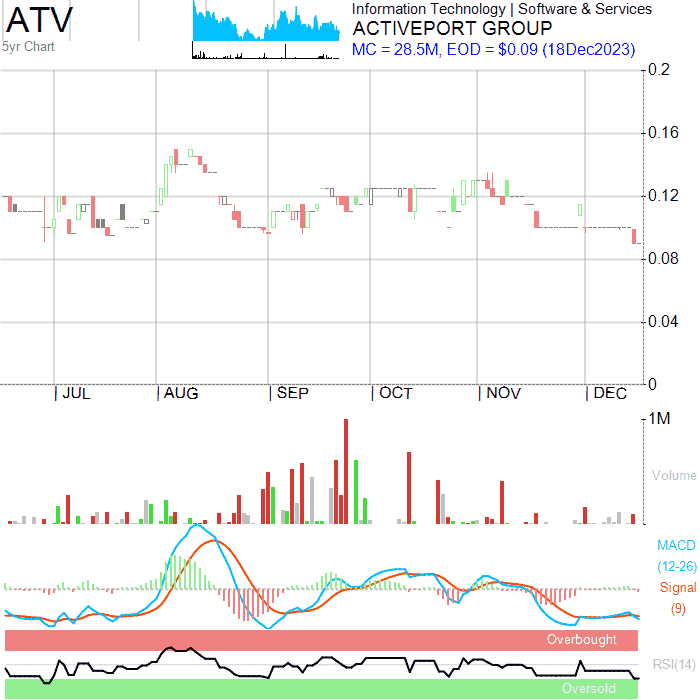 ATV
5yr Chart
Information Technology | Software & Services
ACTIVEPORT GROUP
MC = 28.5M, EOD = $0.09 (18Dec2023)
0.2
0.16
0.12
0.08
0.04
0
JUL AUG SEP OCT NOV DEC
1M
Volume
MACD
(12-26)
Signal
(9)
Overbought
RSI(14)
Oversold